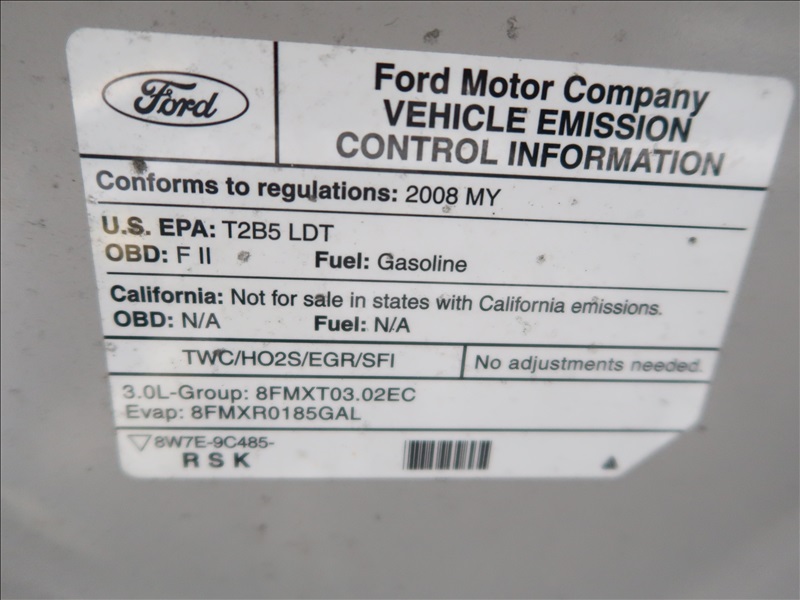 Ford
Ford Motor Company
VEHICLE EMISSION
CONTROL INFORMATION
Conforms to regulations: 2008 MY
U.S. EPA: T2B5 LDT
OBD: F II Fuel: Gasoline
California: Not for sale in states with California emissions.
OBD: N/A Fuel: N/A
TWC/HO2S/EGR/SFI No adjustments needed.
3.0L-Group: 8FMXT03.02EC
Evap: 8FMXR0185GAL
8W7E-9C485-
R S K